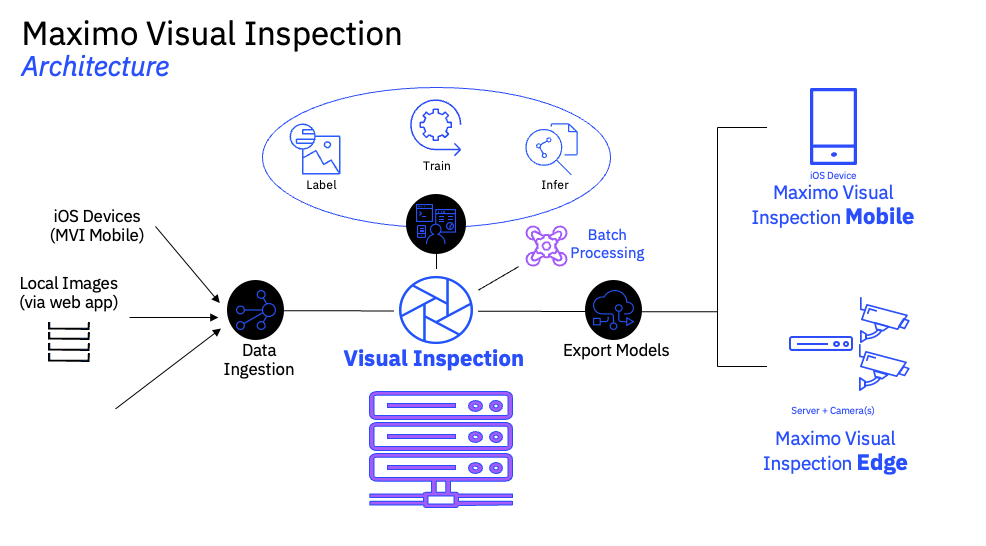 Maximo Visual Inspection
Architecture
Label
Train
Infer
iOS Devices
(MVI Mobile)
Local Images
(via web app)
Data
Ingestion
Visual Inspection
Batch
Processing
Export Models
iOS Device
Maximo Visual
Inspection Mobile
Server + Camera(s)
Maximo Visual
Inspection Edge